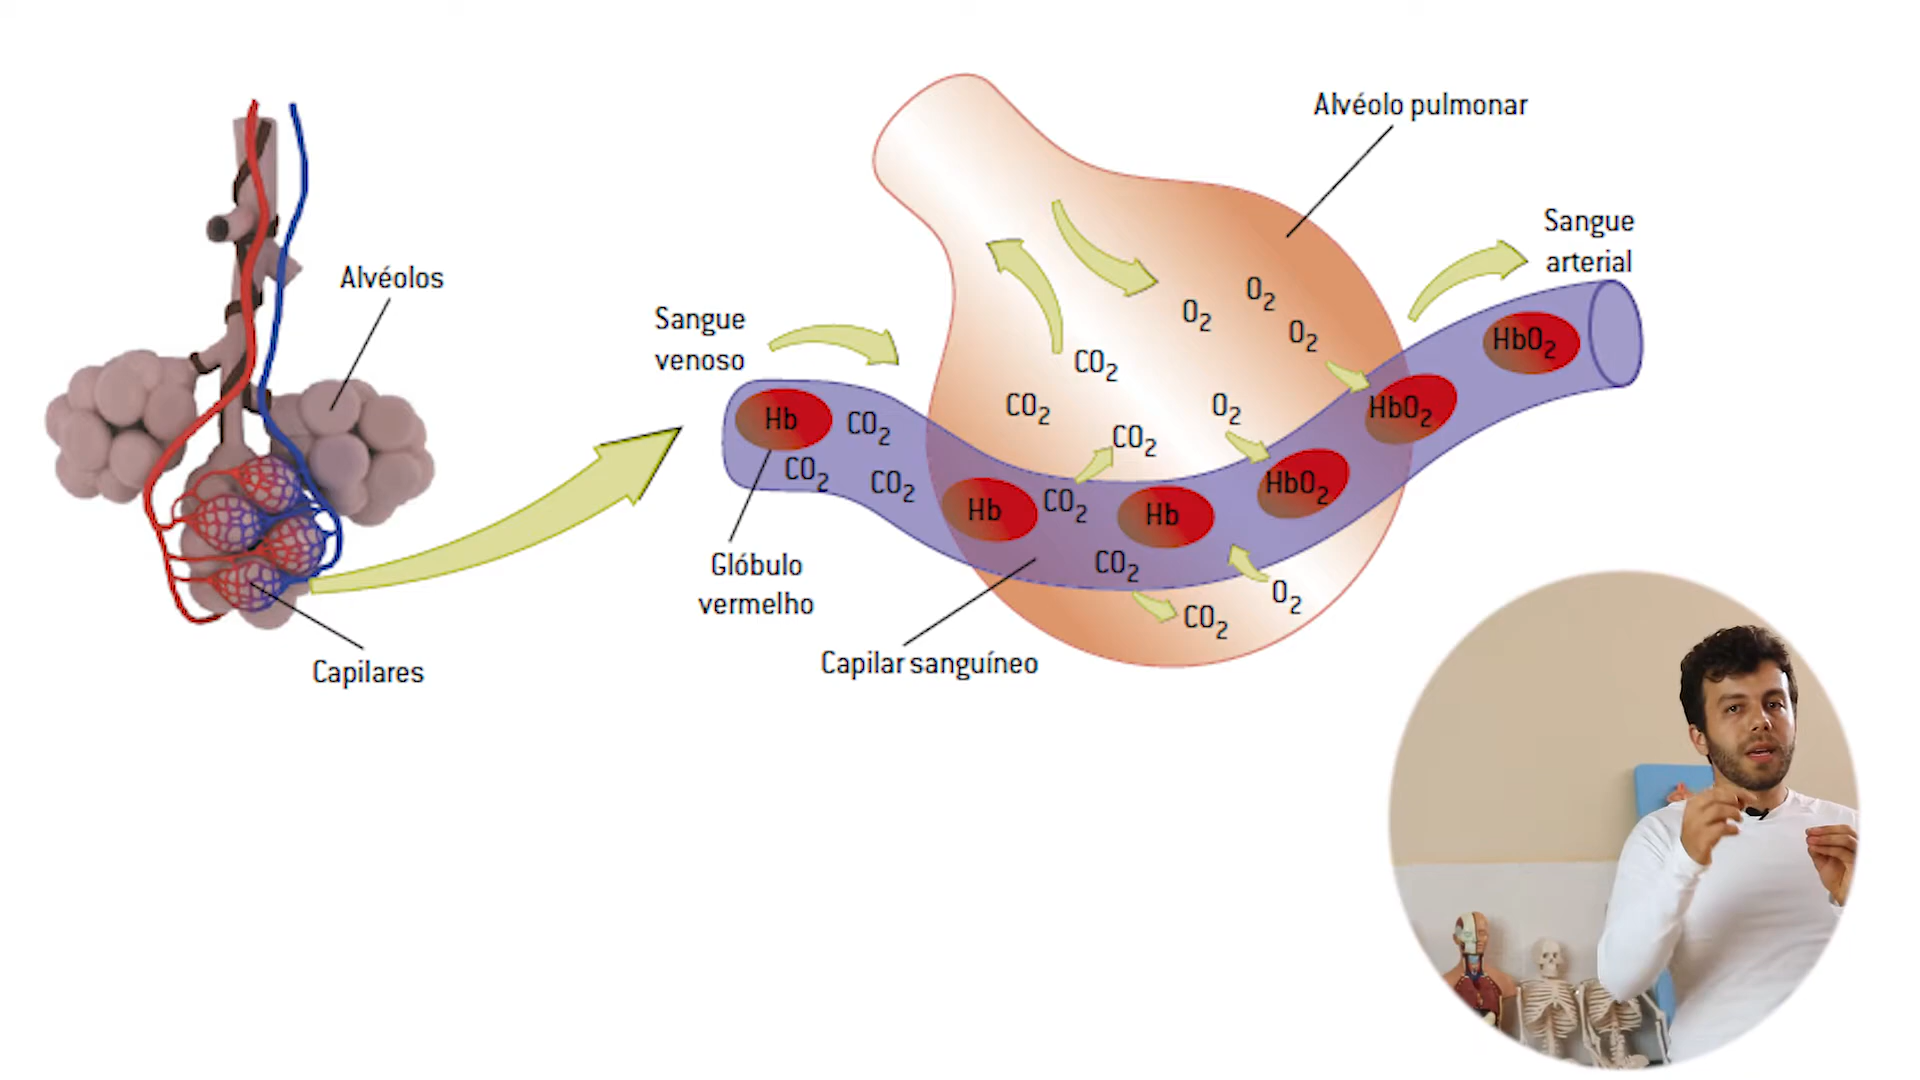 Alvéolos
Capilares
Alvéolo pulmonar
Sangue
arterial
Sangue
venoso
O₂
O₂
O₂
HbO₂
CO₂
CO₂
O₂
HbO₂
Hb
CO₂
CO₂
CO₂
CO₂
HbO₂
Hb
CO₂
Hb
CO₂
O₂
CO₂
Glóbulo
vermelho
Capilar sanguíneo